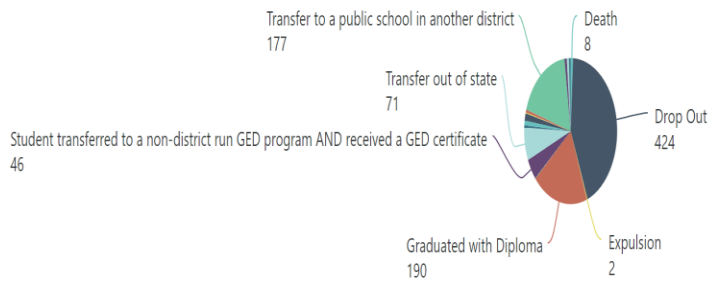 Transfer to a public school in another district
177
Death
8
Transfer out of state
71
Drop Out
424
Student transferred to a non-district run GED program AND received a GED certificate
46
Graduated with Diploma
190
Expulsion
2